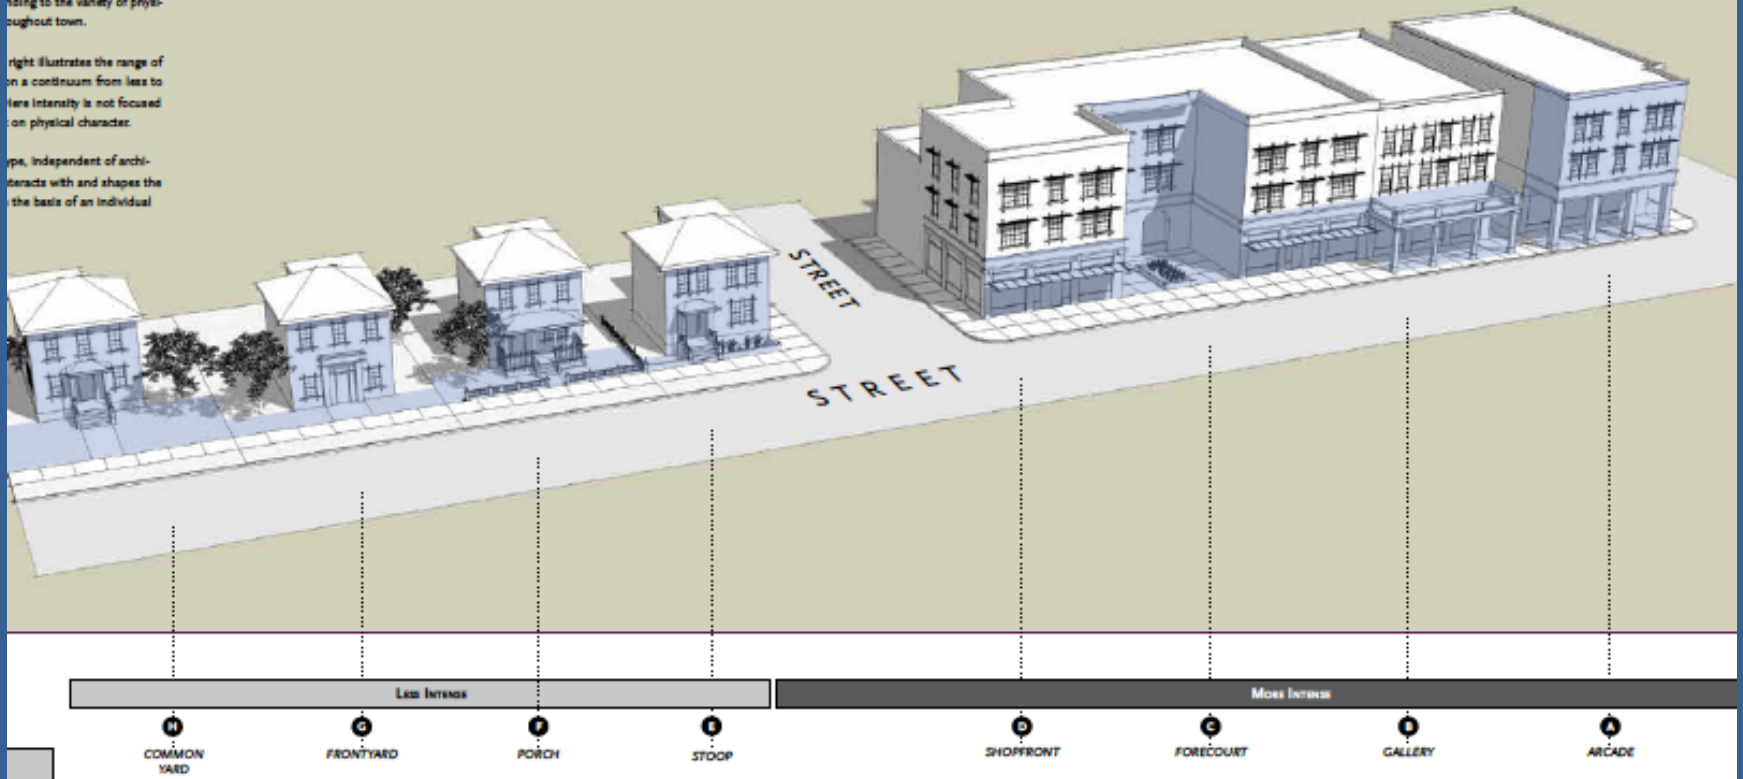 nding to the variety of physi-
oughout town.
right illustrates the range of
on a continuum from less to
Here intensity is not focused
on physical character.
ype, independent of archi-
nteracts with and shapes the
the basis of an individual
STREET
STREET
LESS INTENSE
MORE INTENSE
H
G
F
E
D
C
B
A
COMMON
YARD
FRONTYARD
PORCH
STOOP
SHOPFRONT
FORECOURT
GALLERY
ARCADE